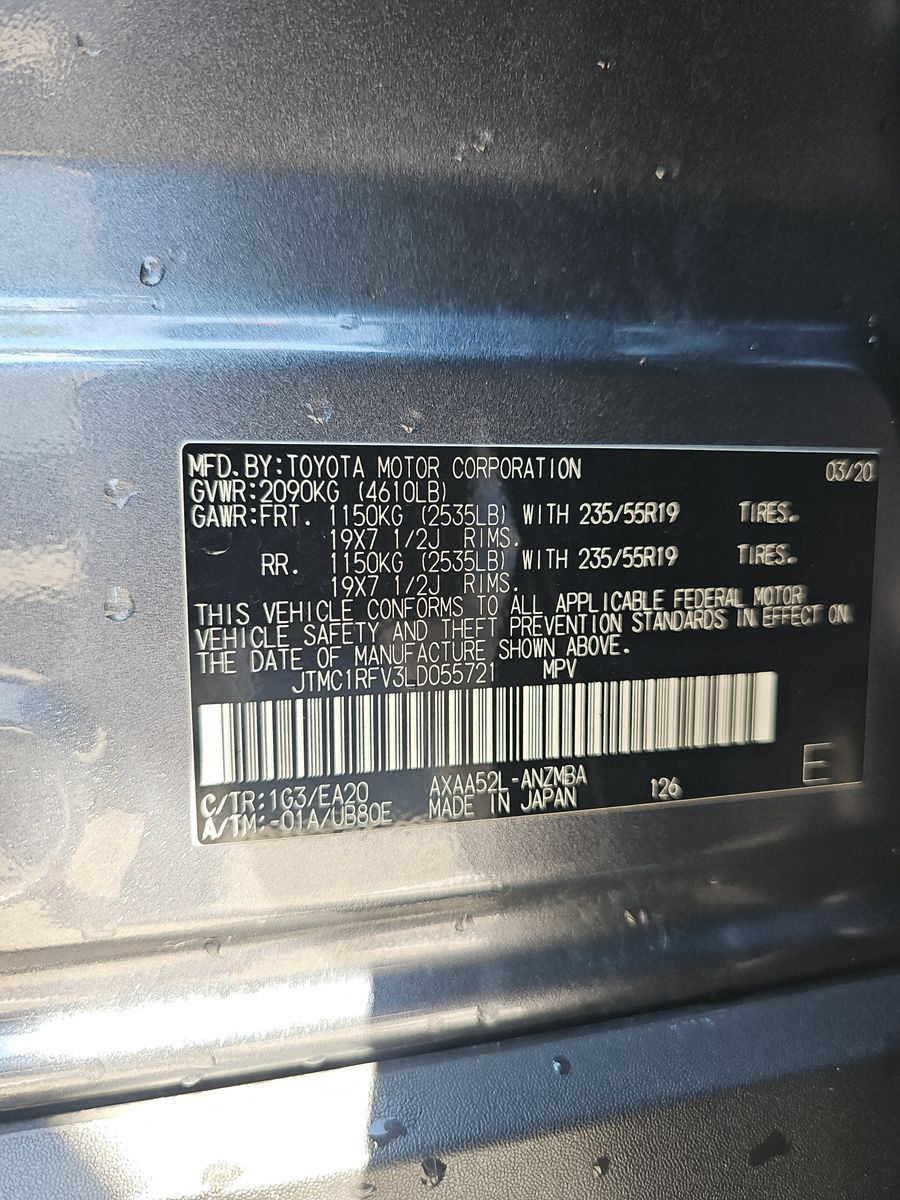 MFD.BY:TOYOTA MOTOR CORPORATION 03/20
GVWR:2090KG (4610LB)
GAWR:FRT. 1150KG (2535LB) WITH 235/55R19 TIRES.
19X7 1/2J RIMS.
RR. 1150KG (2535LB) WITH 235/55R19 TIRES.
19X7 1/2J RIMS.
THIS VEHICLE CONFORMS TO ALL APPLICABLE FEDERAL MOTOR
VEHICLE SAFETY AND THEFT PREVENTION STANDARDS IN EFFECT ON
THE DATE OF MANUFACTURE SHOWN ABOVE.
JTMC1RFV3LD055721 MPV
C/TR:1G3/EA20 AXAA52L-ANZMBA 126 E
A/TM:-01A/UB80E MADE IN JAPAN